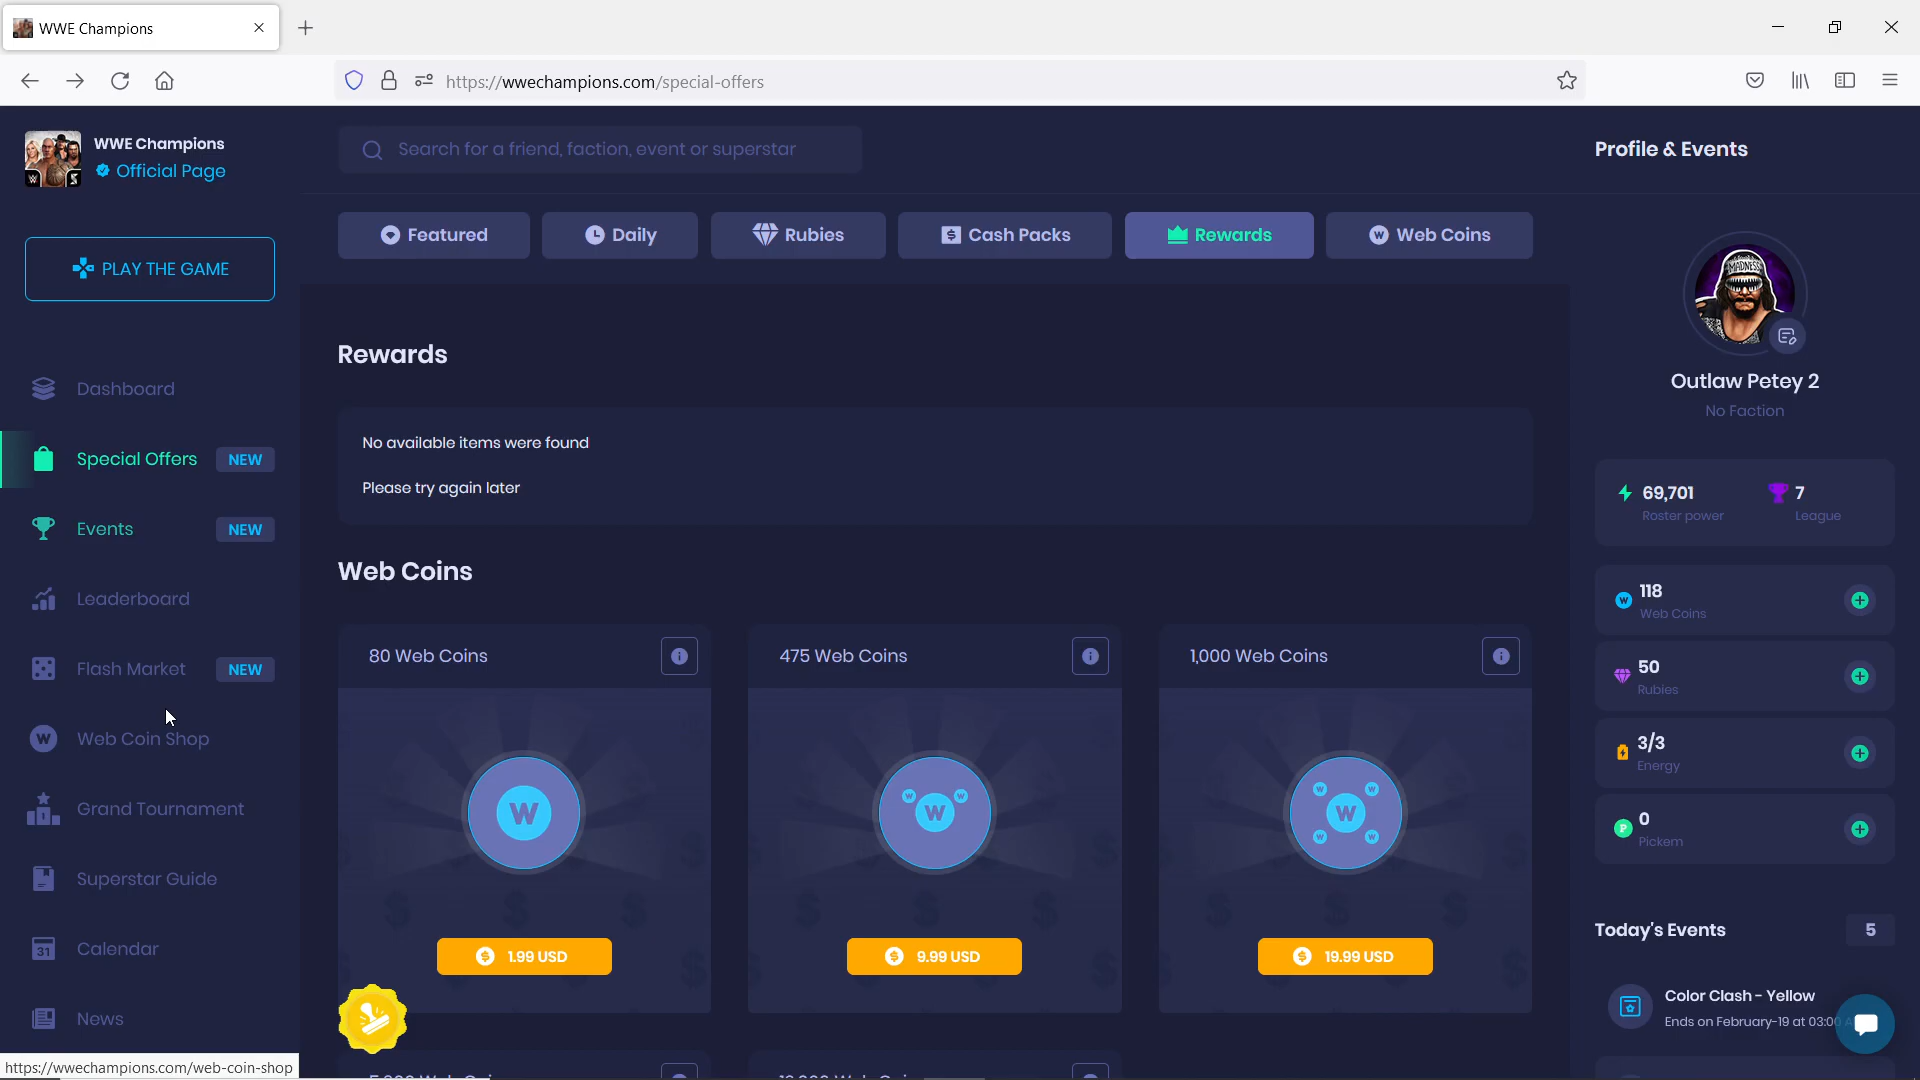 WWE Champions
https://wwechampions.com/special-offers
WWE Champions
Official Page
Search for a friend, faction, event or superstar
Profile & Events
PLAY THE GAME
Featured
Daily
Rubies
Cash Packs
Rewards
Web Coins
Dashboard
Special Offers NEW
Events NEW
Leaderboard
Flash Market NEW
Web Coin Shop
Grand Tournament
Superstar Guide
31 Calendar
News
https://wwechampions.com/web-coin-shop
Rewards
No available items were found
Please try again later
Web Coins
80 Web Coins
W
1.99 USD
475 Web Coins
W W W
9.99 USD
1,000 Web Coins
W W
W
W W
19.99 USD
MADNESS
Outlaw Petey 2
No Faction
69,701
Roster power
7
League
118
Web Coins
50
Rubies
3/3
Energy
0
Pickem
Today's Events 5
Color Clash - Yellow
Ends on February-19 at 03:00